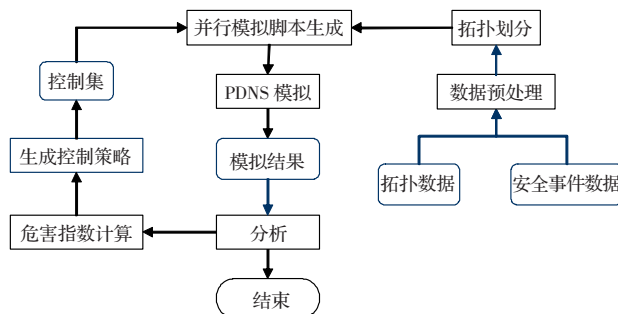 并行模拟脚本生成
拓扑划分
控制集
PDNS 模拟
数据预处理
生成控制策略
模拟结果
拓扑数据
安全事件数据
危害指数计算
分析
结束